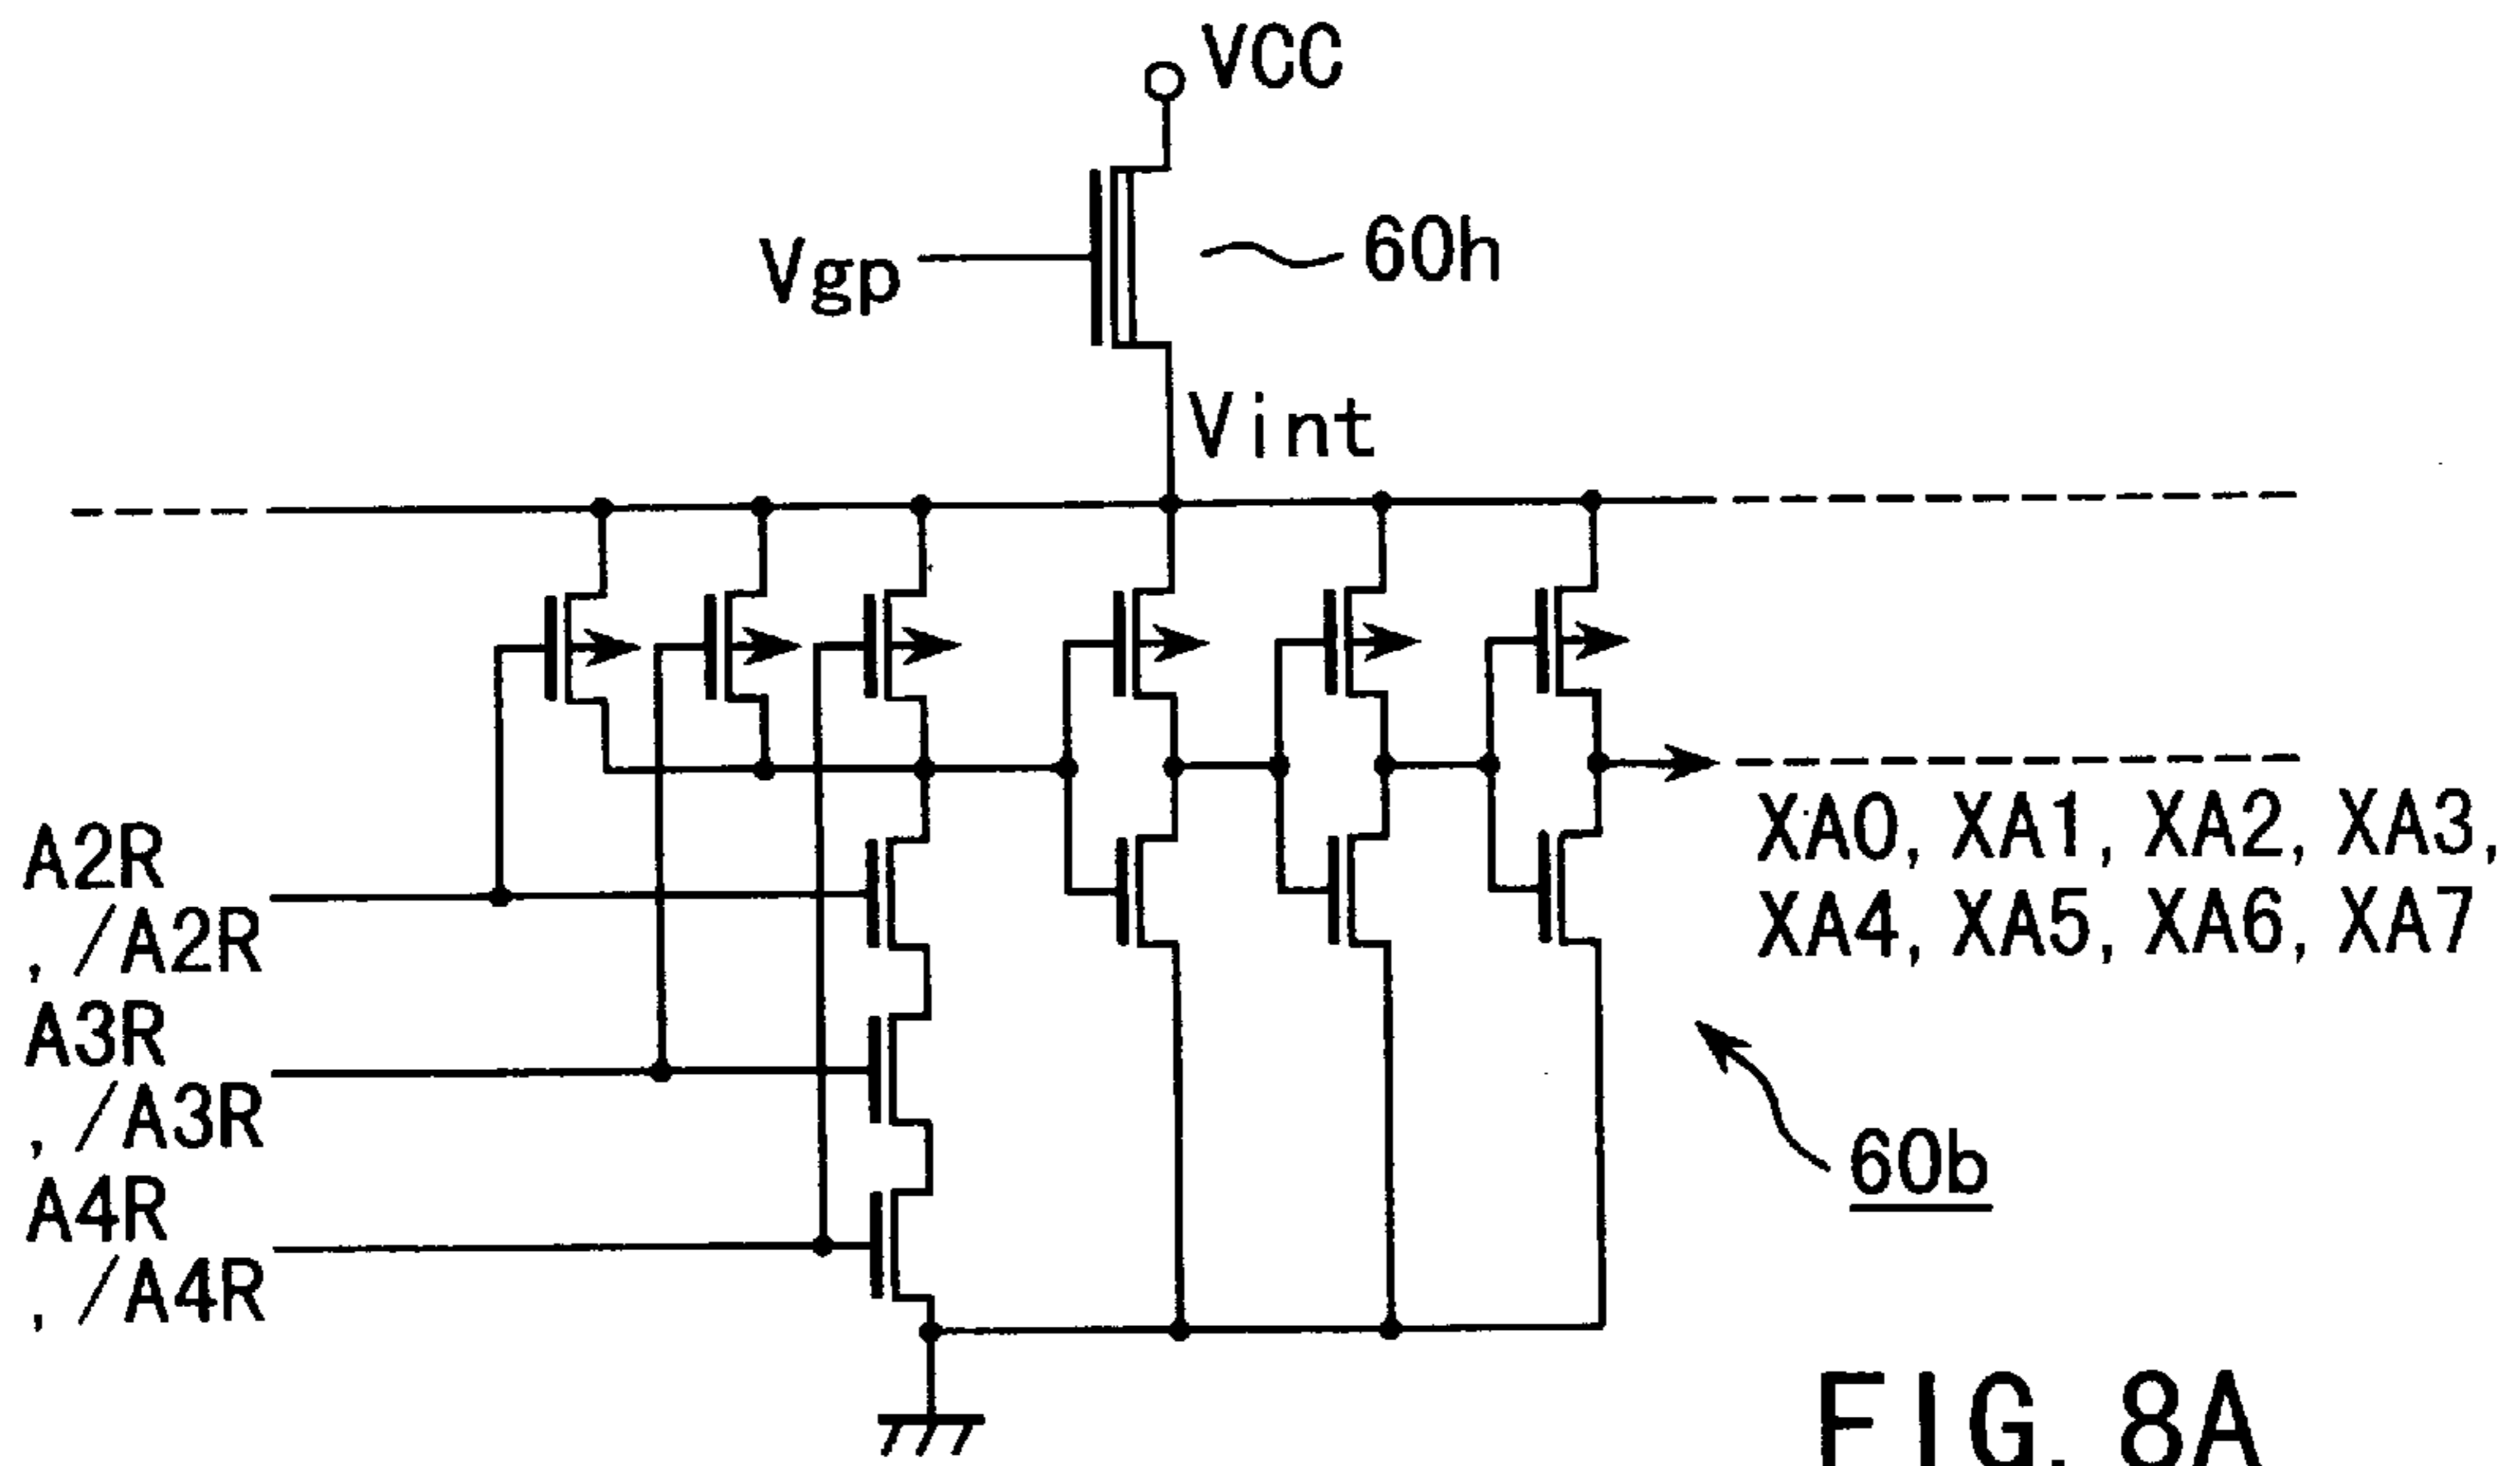 VCC
Vgp
60h
Vint
A2R
, /A2R
A3R
, /A3R
A4R
, /A4R
XA0, XA1, XA2, XA3,
XA4, XA5, XA6, XA7
60b
FIG. 8A